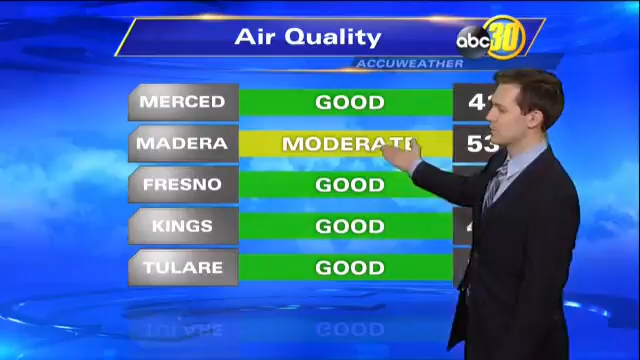 Air Quality
abc 30
ACCUWEATHER
MERCED GOOD
MADERA MODERATE 53
FRESNO GOOD
KINGS GOOD
TULARE GOOD